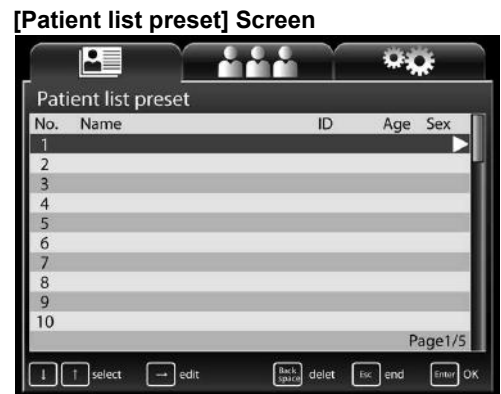 [Patient list preset] Screen
Patient list preset
No. Name ID Age Sex
1
2
3
4
5
6
7
8
9
10
Page1/5
↓ ↑ select → edit Back space delet Esc end Enter OK